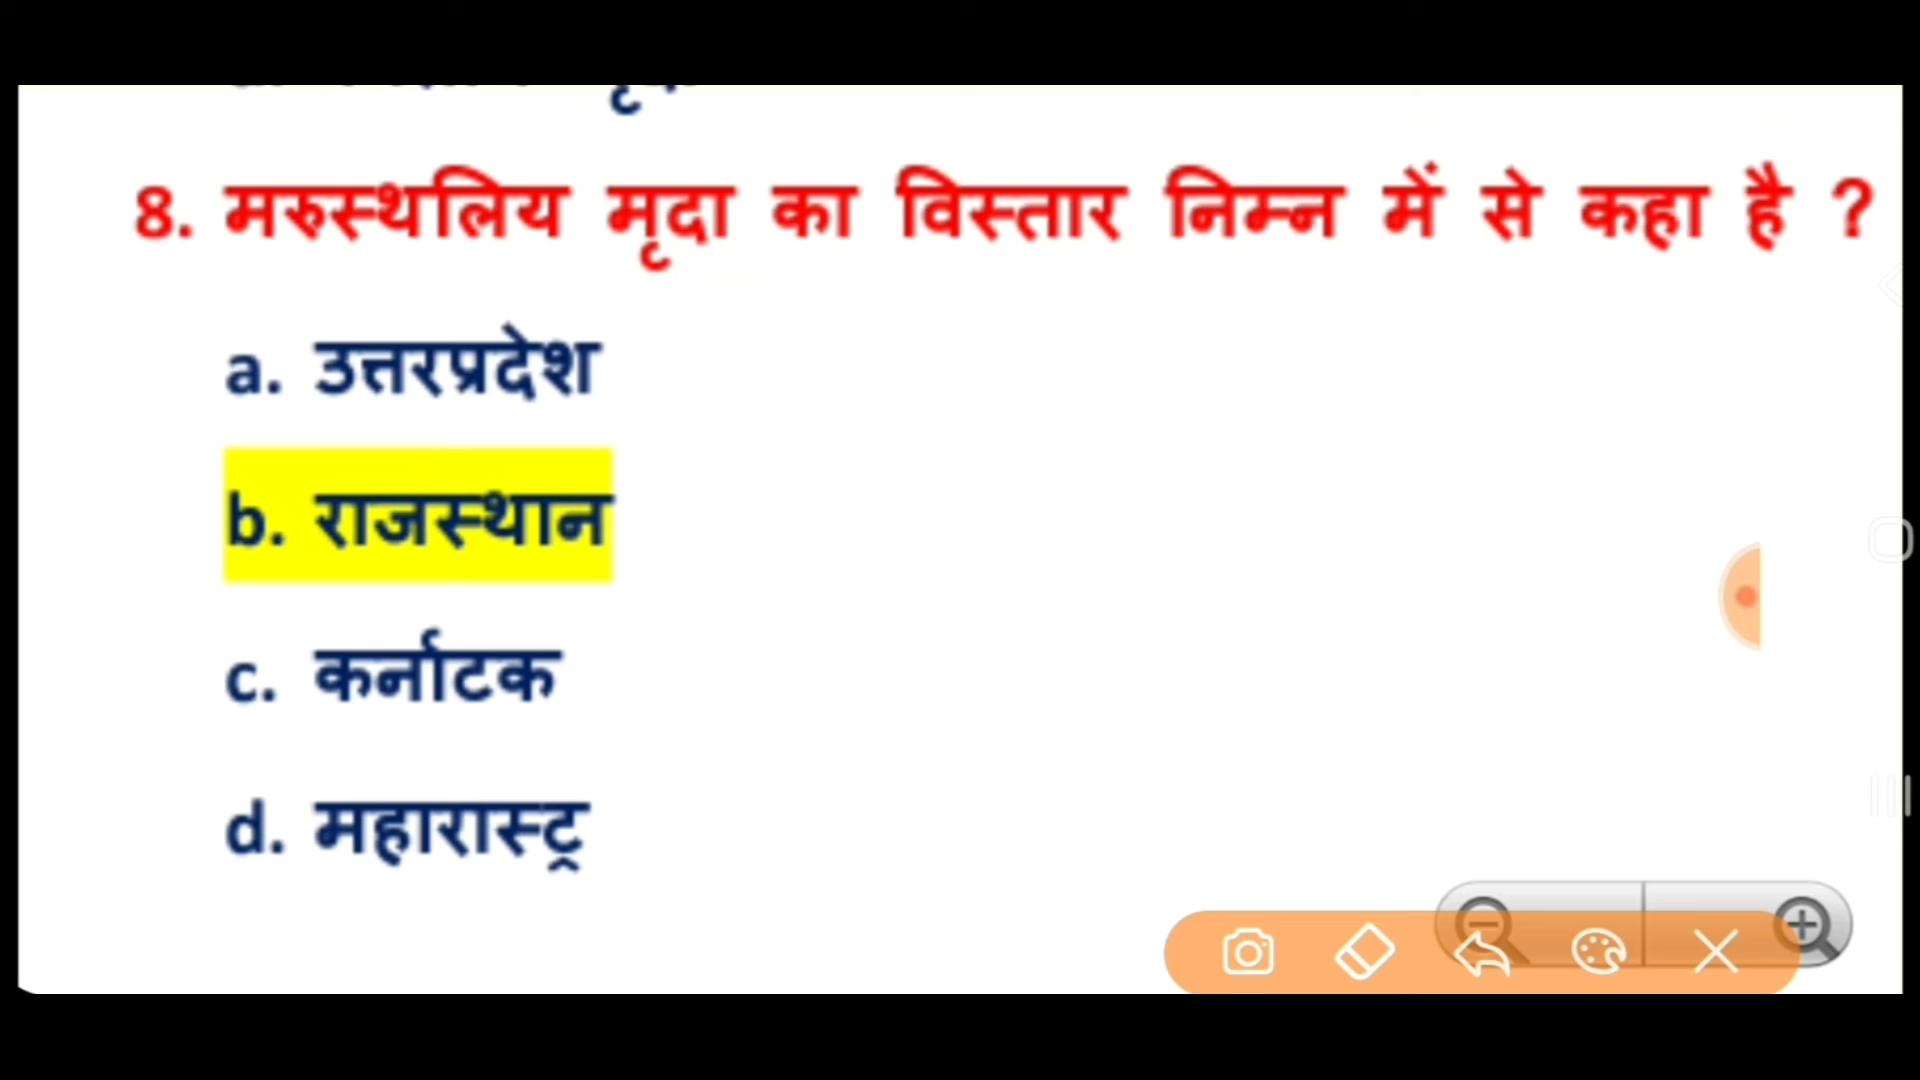 8. मरुस्थलिय मृदा का विस्तार निम्न में से कहा है ?
a. उत्तरप्रदेश
b. राजस्थान
c. कर्नाटक
d. महारास्ट्र